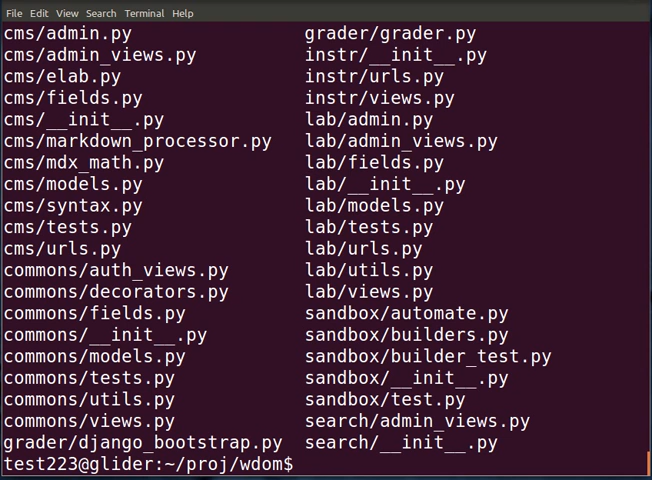 File Edit View Search Terminal Help
cms/admin.py grader/grader.py
cms/admin_views.py instr/__init__.py
cms/elab.py instr/urls.py
cms/fields.py instr/views.py
cms/__init__.py lab/admin.py
cms/markdown_processor.py lab/admin_views.py
cms/mdx_math.py lab/fields.py
cms/models.py lab/__init__.py
cms/syntax.py lab/models.py
cms/tests.py lab/tests.py
cms/urls.py lab/urls.py
commons/auth_views.py lab/utils.py
commons/decorators.py lab/views.py
commons/fields.py sandbox/automate.py
commons/__init__.py sandbox/builders.py
commons/models.py sandbox/builder_test.py
commons/tests.py sandbox/__init__.py
commons/utils.py sandbox/test.py
commons/views.py search/admin_views.py
grader/django_bootstrap.py search/__init__.py
test223@glider:~/proj/wdom$